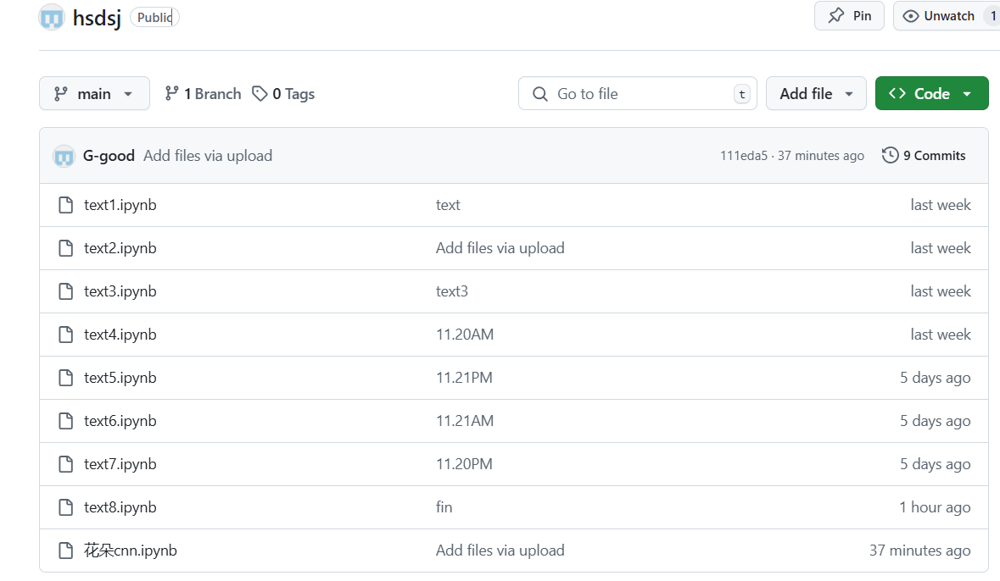 hsdsj Public Pin Unwatch 1
main 1 Branch 0 Tags Go to file t Add file Code
G-good Add files via upload 111eda5 · 37 minutes ago 9 Commits
text1.ipynb text last week
text2.ipynb Add files via upload last week
text3.ipynb text3 last week
text4.ipynb 11.20AM last week
text5.ipynb 11.21PM 5 days ago
text6.ipynb 11.21AM 5 days ago
text7.ipynb 11.20PM 5 days ago
text8.ipynb fin 1 hour ago
花朵cnn.ipynb Add files via upload 37 minutes ago